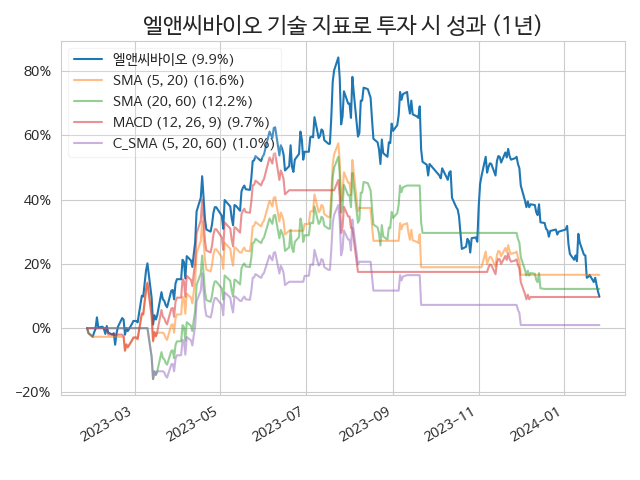 엘앤씨바이오 기술 지표로 투자 시 성과 (1년)
엘앤씨바이오 (9.9%)
SMA (5, 20) (16.6%)
SMA (20, 60) (12.2%)
MACD (12, 26, 9) (9.7%)
C_SMA (5, 20, 60) (1.0%)
80%
60%
40%
20%
0%
−20%
2023-03
2023-05
2023-07
2023-09
2023-11
2024-01